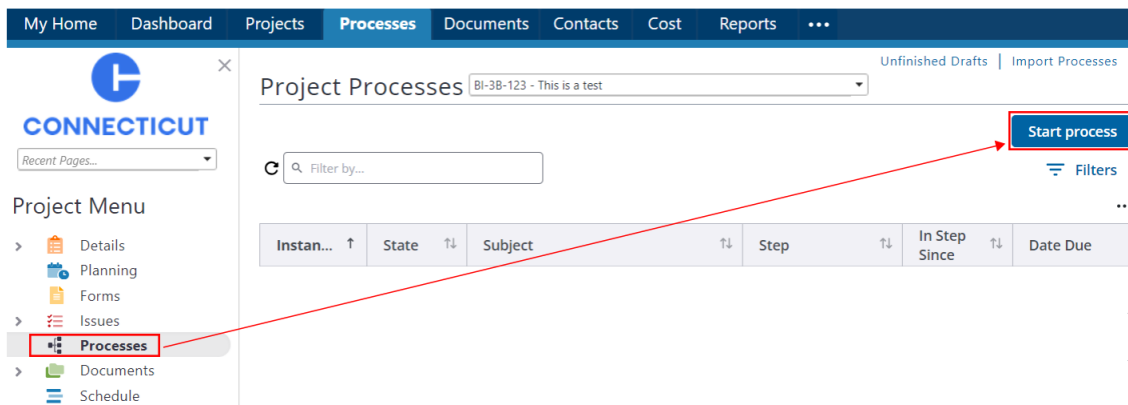 My Home Dashboard Projects Processes Documents Contacts Cost Reports •••
Unfinished Drafts | Import Processes
Project Processes BI-3B-123 - This is a test
CONNECTICUT
Start process
Recent Pages...
Filter by...
Filters
Project Menu
Instan... State Subject Step In Step Since Date Due
Details
Planning
Forms
Issues
Processes
Documents
Schedule